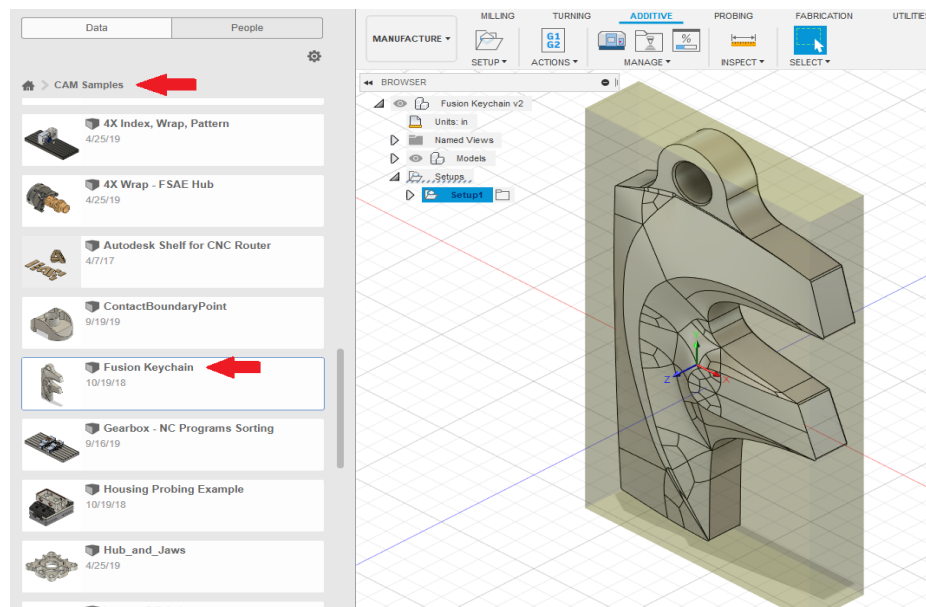 Data People
CAM Samples
4X Index, Wrap, Pattern
4/25/19
4X Wrap - FSAE Hub
4/25/19
Autodesk Shelf for CNC Router
4/7/17
ContactBoundaryPoint
9/19/19
Fusion Keychain
10/19/18
Gearbox - NC Programs Sorting
9/16/19
Housing Probing Example
10/19/18
Hub_and_Jaws
4/25/19
MILLING TURNING ADDITIVE PROBING FABRICATION UTILITIE
MANUFACTURE
G1
G2
%
SETUP ACTIONS MANAGE INSPECT SELECT
BROWSER
Fusion Keychain v2
Units: in
Named Views
Models
Setups
Setup1
Z X